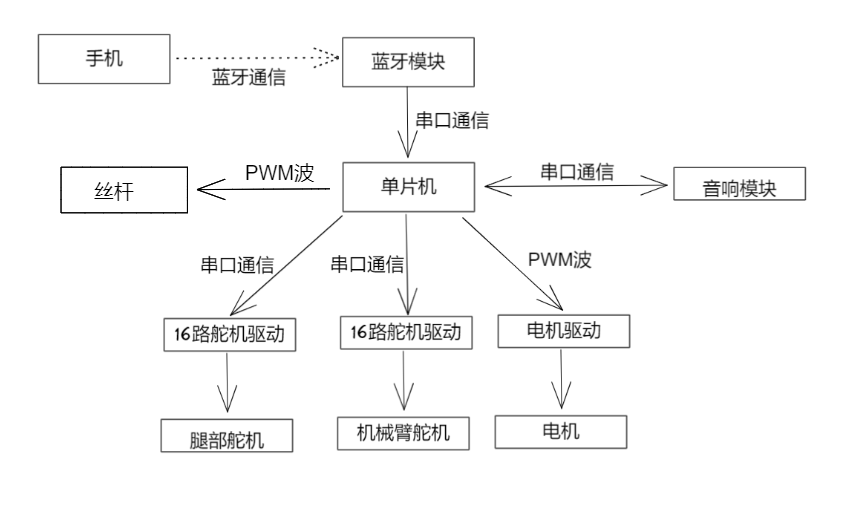 手机
蓝牙通信
蓝牙模块
串口通信
丝杆
PWM波
单片机
串口通信
音响模块
串口通信
串口通信
PWM波
16路舵机驱动
16路舵机驱动
电机驱动
腿部舵机
机械臂舵机
电机